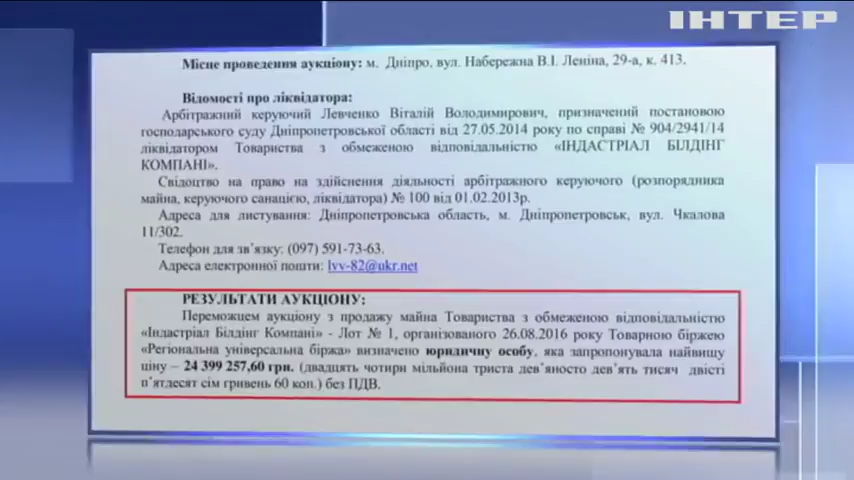 ІНТЕР
Місце проведення аукціону: м. Дніпро, вул. Набережна В.І. Леніна, 29-а, к. 413.
Відомості про ліквідатора:
Арбітражний керуючий Левченко Віталій Володимирович, призначений постановою
господарського суду Дніпропетровської області від 27.05.2014 року по справі № 904/2941/14
ліквідатором Товариства з обмеженою відповідальністю «ІНДАСТРІАЛ БІЛДІНГ
КОМПАНІ».
Свідоцтво на право на здійснення діяльності арбітражного керуючого (розпорядника
майна, керуючого санацією, ліквідатора) № 100 від 01.02.2013р.
Адреса для листування: Дніпропетровська область, м. Дніпропетровськ, вул. Чкалова
11/302.
Телефон для зв’язку: (097) 591-73-63.
Адреса електронної пошти: lvv-82@ukr.net
РЕЗУЛЬТАТИ АУКЦІОНУ:
Переможцем аукціону з продажу майна Товариства з обмеженою відповідальністю
«Індастріал Білдінг Компані» - Лот № 1, організованого 26.08.2016 року Товарною біржею
«Регіональна універсальна біржа» визначено юридичну особу, яка запропонувала найвищу
ціну – 24 399 257,60 грн. (двадцять чотири мільйона триста дев’яносто дев’ять тисяч двісті
п’ятдесят сім гривень 60 коп.) без ПДВ.